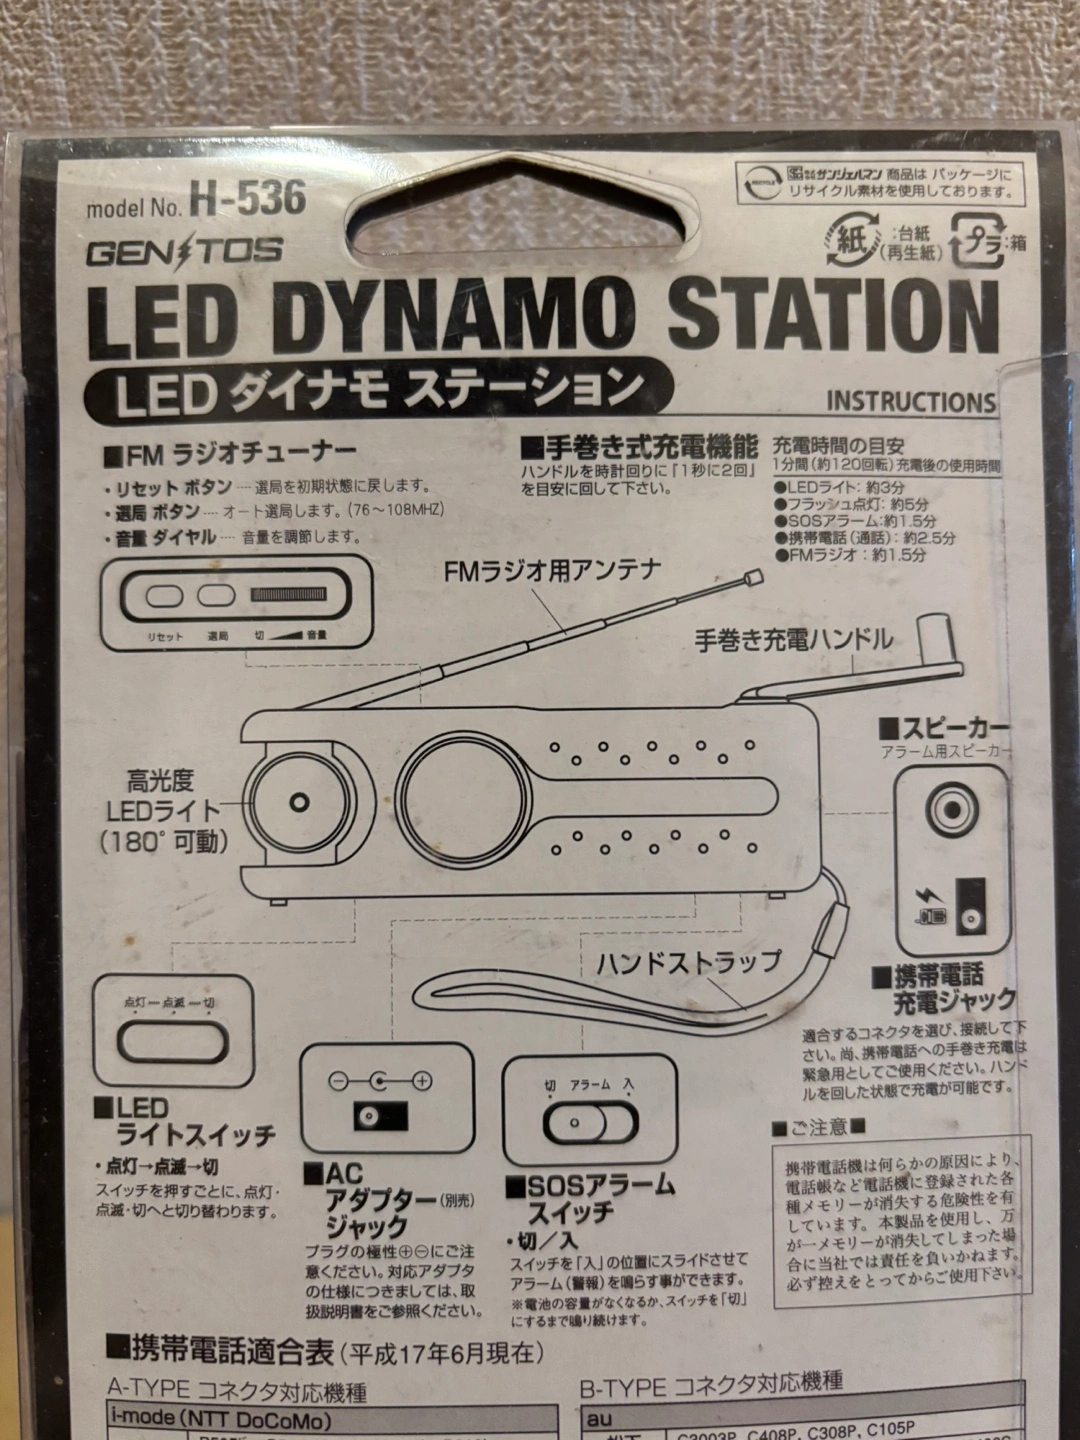 model No. H-536
サンジェルマン 商品は パッケージに
リサイクル素材を使用しております。
RECYCLE
GENTOS
紙 :台紙
(再生紙)
プラ :箱
LED DYNAMO STATION
LED ダイナモ ステーション
INSTRUCTIONS
■FM ラジオチューナー
・リセット ボタン … 選局を初期状態に戻します。
・選局 ボタン … オート選局します。(76〜108MHZ)
・音量 ダイヤル … 音量を調節します。
■手巻き式充電機能
ハンドルを時計回りに「1秒に2回」
を目安に回して下さい。
充電時間の目安
1分間(約120回転)充電後の使用時間
●LEDライト: 約3分
●フラッシュ点灯: 約5分
●SOSアラーム:約1.5分
●携帯電話(通話): 約2.5分
●FMラジオ : 約1.5分
リセット 選局 切 音量
FMラジオ用アンテナ
手巻き充電ハンドル
高光度
LEDライト
(180°可動)
■スピーカー
アラーム用スピーカー
ハンドストラップ
■携帯電話
充電ジャック
適合するコネクタを選び、接続して下
さい。尚、携帯電話への手巻き充電は
緊急用としてご使用ください。ハンド
ルを回した状態で充電が可能です。
点灯 — 点滅 — 切
■LED
ライトスイッチ
・点灯→点滅→切
スイッチを押すごとに、点灯・
点滅・切へと切り替わります。
⊖ ⊕
■AC
アダプター(別売)
ジャック
プラグの極性⊕⊖にご注
意ください。対応アダプタ
の仕様につきましては、取
扱説明書をご参照ください。
切 アラーム 入
■SOSアラーム
スイッチ
・切/入
スイッチを「入」の位置にスライドさせて
アラーム(警報)を鳴らす事ができます。
※電池の容量がなくなるか、スイッチを「切」
にするまで鳴り続けます。
■ご注意■
携帯電話機は何らかの原因により、
電話帳など電話機に登録された各
種メモリーが消失する危険性を有
しています。本製品を使用し、万
が一メモリーが消失してしまった場
合に当社では責任を負いかねます。
必ず控えをとってからご使用下さい。
■携帯電話適合表(平成17年6月現在)
A-TYPE コネクタ対応機種
i-mode(NTT DoCoMo)
B-TYPE コネクタ対応機種
au
C3003P, C408P, C308P, C105P